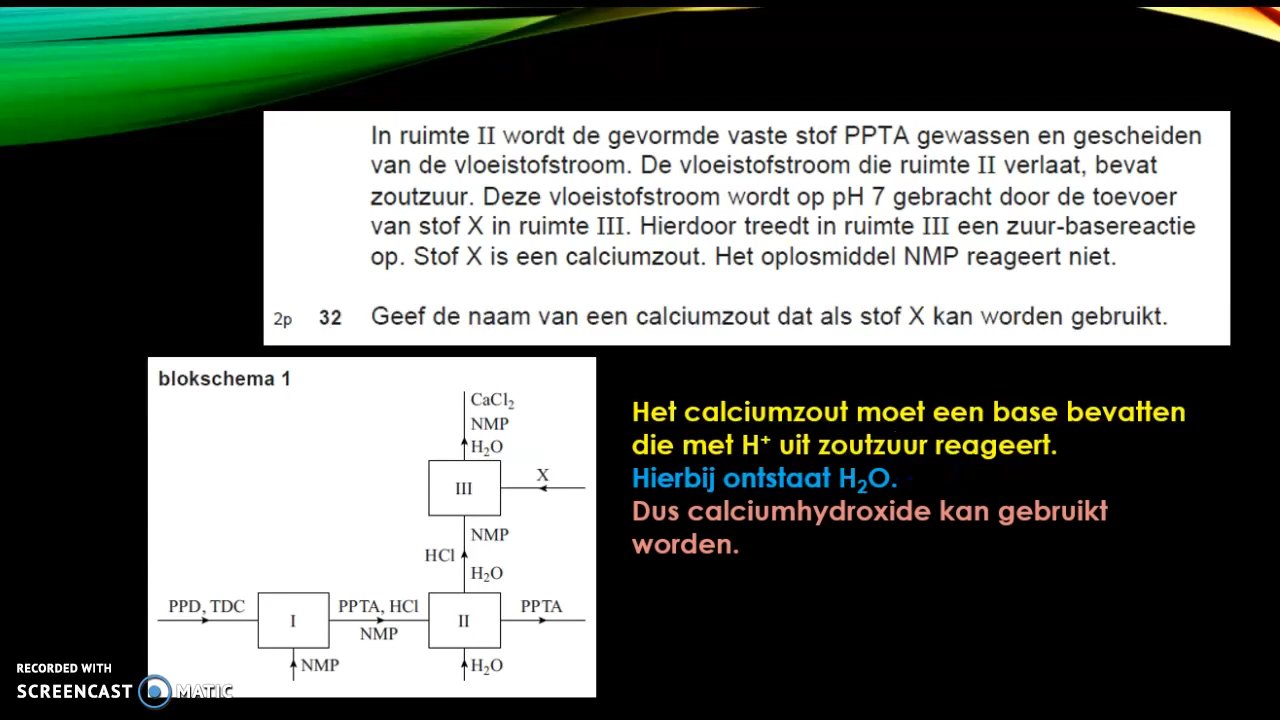 In ruimte II wordt de gevormde vaste stof PPTA gewassen en gescheiden
van de vloeistofstroom. De vloeistofstroom die ruimte II verlaat, bevat
zoutzuur. Deze vloeistofstroom wordt op pH 7 gebracht door de toevoer
van stof X in ruimte III. Hierdoor treedt in ruimte III een zuur-basereactie
op. Stof X is een calciumzout. Het oplosmiddel NMP reageert niet.
2p 32 Geef de naam van een calciumzout dat als stof X kan worden gebruikt.
blokschema 1
CaCl₂
NMP
H₂O
III
X
NMP
HCl
H₂O
PPD, TDC
I
PPTA, HCl
NMP
II
PPTA
NMP
H₂O
Het calciumzout moet een base bevatten
die met H⁺ uit zoutzuur reageert.
Hierbij ontstaat H₂O.
Dus calciumhydroxide kan gebruikt
worden.
RECORDED WITH
SCREENCAST MATIC